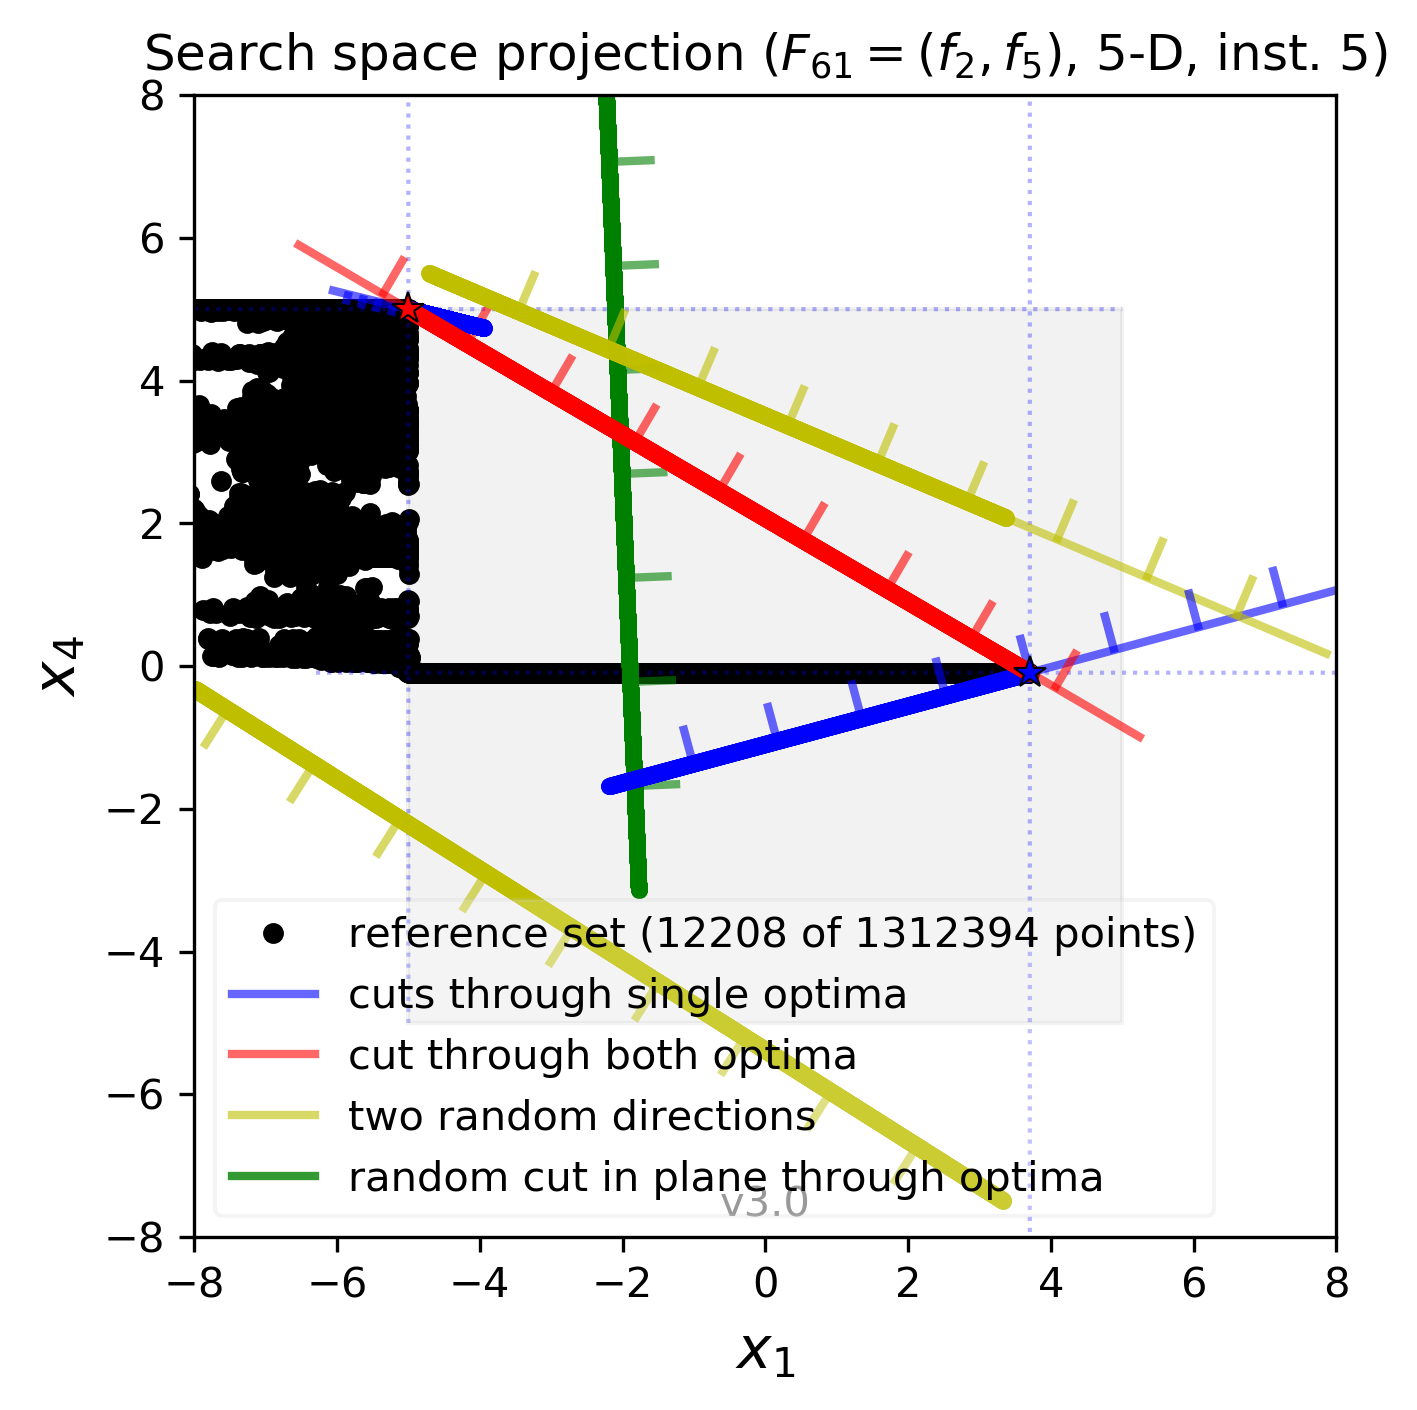 Search space projection (F61 = (f2, f5), 5-D, inst. 5)
8
6
4
2
0
−2
−4
−6
−8
x4
reference set (12208 of 1312394 points)
cuts through single optima
cut through both optima
two random directions
random cut in plane through optima
v3.0
−8 −6 −4 −2 0 2 4 6 8
x1